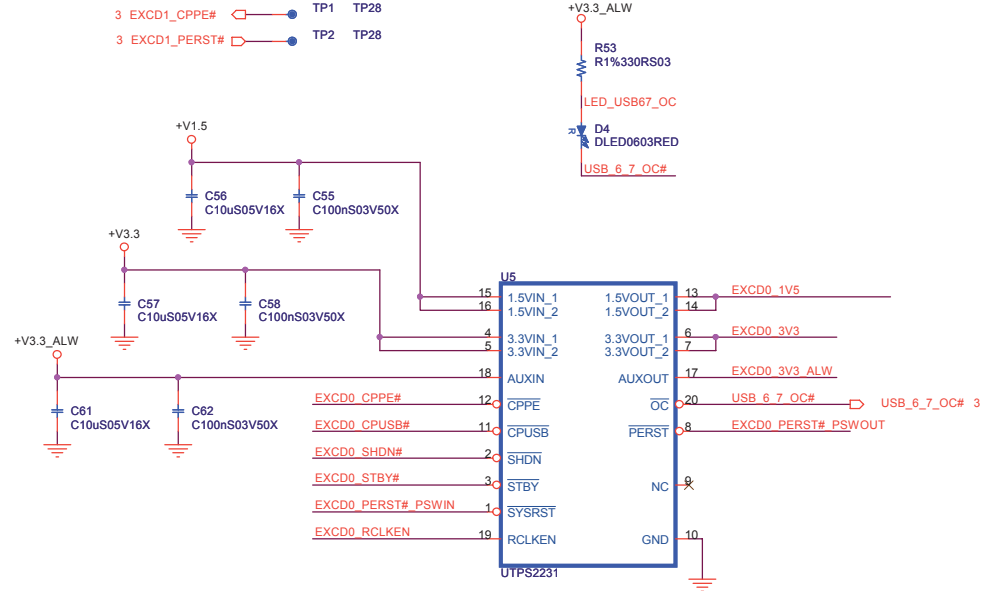 3 EXCD1_CPPE# TP1 TP28
3 EXCD1_PERST# TP2 TP28
+V3.3_ALW
R53
R1%330RS03
LED_USB67_OC
R D4
DLED0603RED
USB_6_7_OC#
+V1.5
C56
C10uS05V16X
C55
C100nS03V50X
+V3.3
C57
C10uS05V16X
C58
C100nS03V50X
+V3.3_ALW
C61
C10uS05V16X
C62
C100nS03V50X
U5
15 1.5VIN_1 1.5VOUT_1 13 EXCD0_1V5
16 1.5VIN_2 1.5VOUT_2 14
4 3.3VIN_1 3.3VOUT_1 6 EXCD0_3V3
5 3.3VIN_2 3.3VOUT_2 7
18 AUXIN AUXOUT 17 EXCD0_3V3_ALW
EXCD0_CPPE# 12 CPPE OC 20 USB_6_7_OC# USB_6_7_OC# 3
EXCD0_CPUSB# 11 CPUSB PERST 8 EXCD0_PERST#_PSWOUT
EXCD0_SHDN# 2 SHDN
EXCD0_STBY# 3 STBY NC 9
EXCD0_PERST#_PSWIN 1 SYSRST
EXCD0_RCLKEN 19 RCLKEN GND 10
UTPS2231